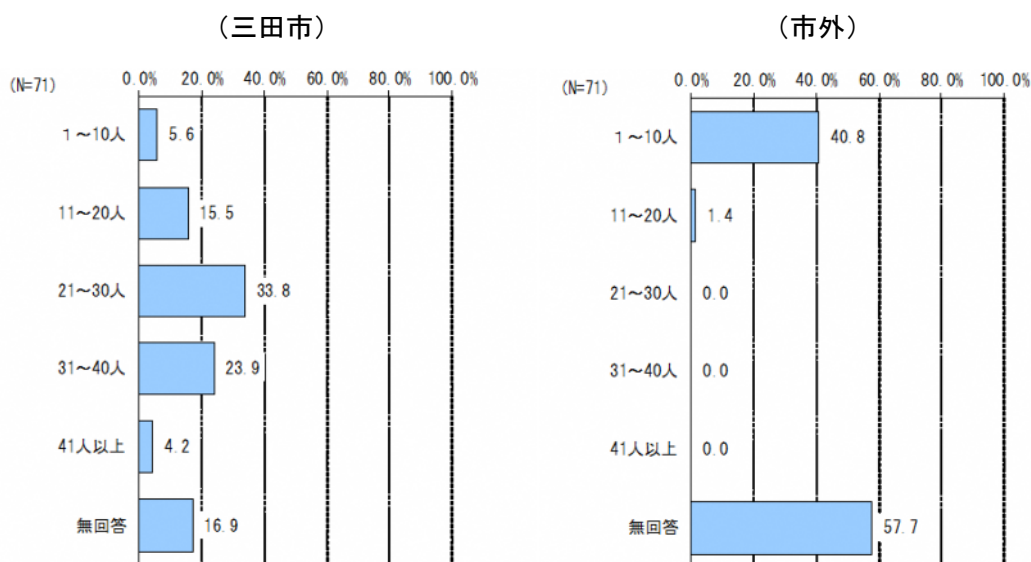 （三田市）
(N=71)
0.0% 20.0% 40.0% 60.0% 80.0% 100.0%
1～10人 5.6
11～20人 15.5
21～30人 33.8
31～40人 23.9
41人以上 4.2
無回答 16.9
（市外）
(N=71)
0.0% 20.0% 40.0% 60.0% 80.0% 100.0%
1～10人 40.8
11～20人 1.4
21～30人 0.0
31～40人 0.0
41人以上 0.0
無回答 57.7